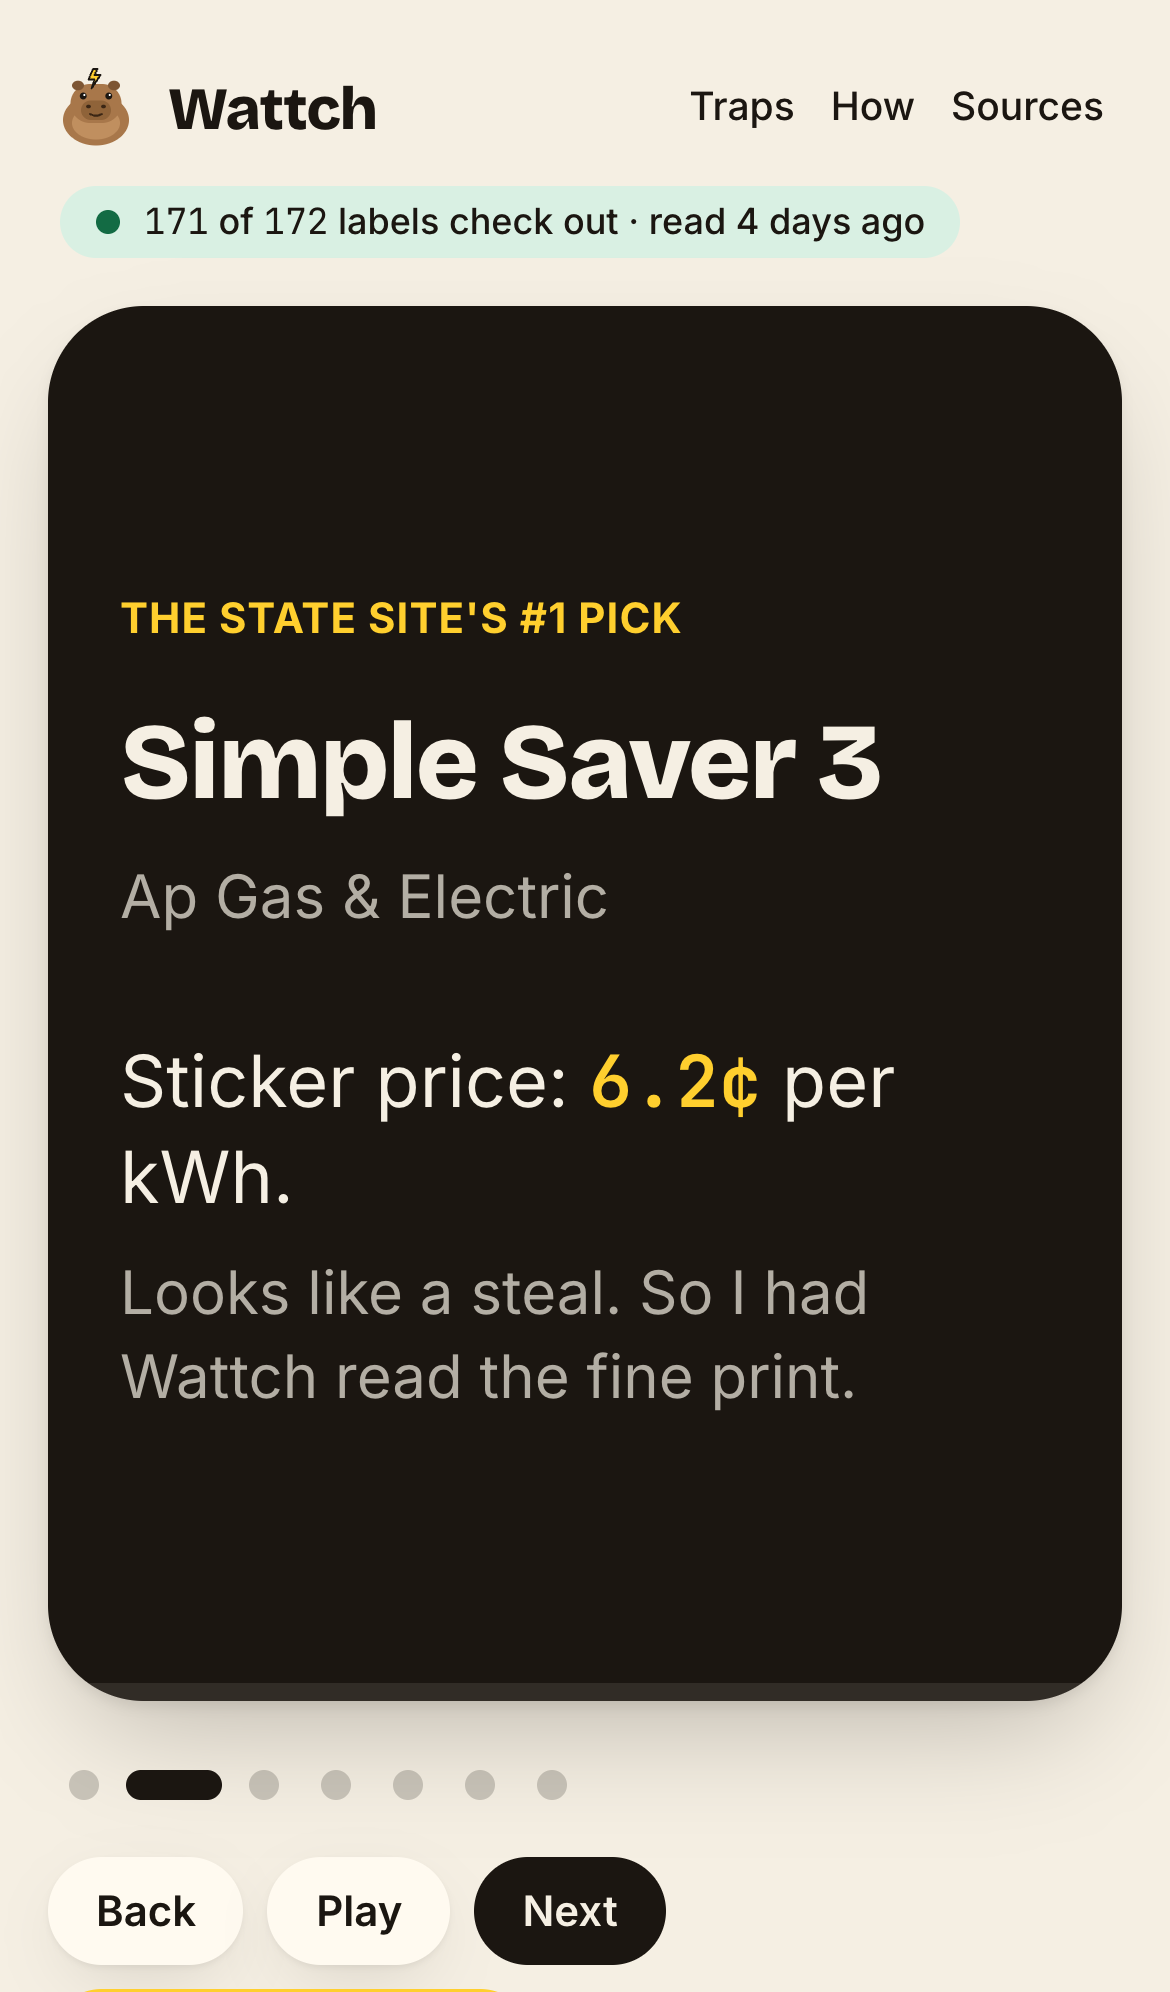 Wattch
Traps How Sources
171 of 172 labels check out · read 4 days ago
THE STATE SITE'S #1 PICK
Simple Saver 3
Ap Gas & Electric
Sticker price: 6.2¢ per
kWh.
Looks like a steal. So I had
Wattch read the fine print.
Back
Play
Next